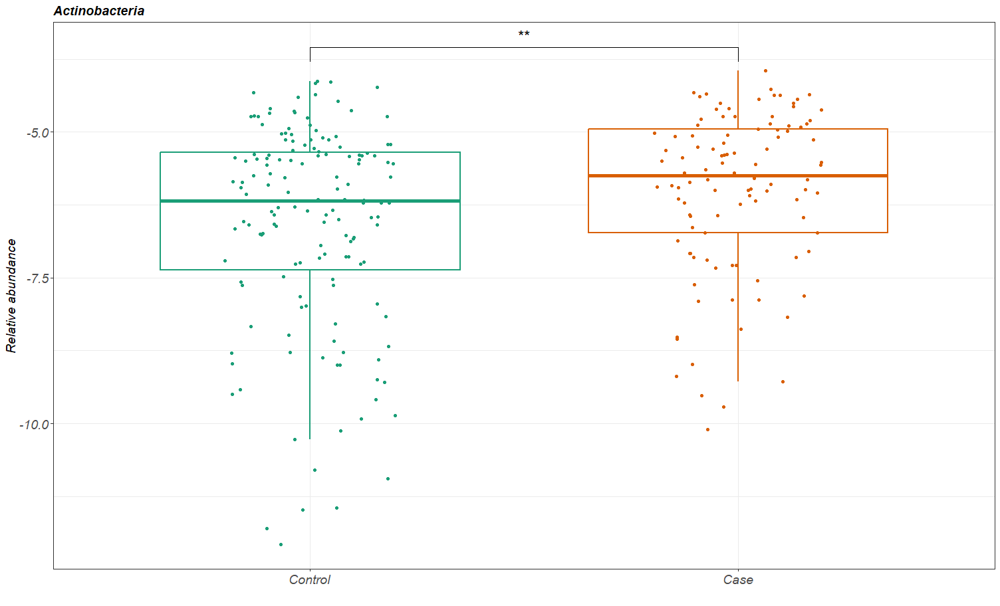 Actinobacteria
**
-5.0
-7.5
-10.0
Relative abundance
Control
Case